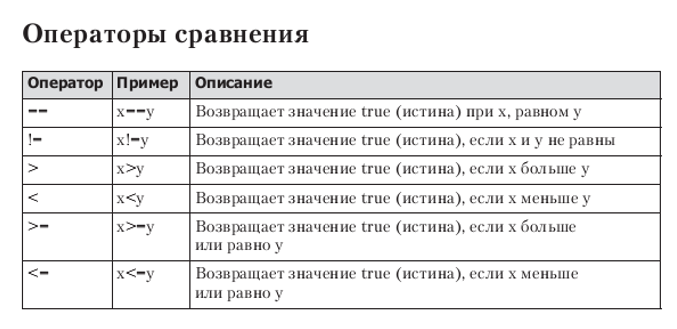 Операторы сравнения
Оператор Пример Описание
== x==y Возвращает значение true (истина) при x, равном y
!= x!=y Возвращает значение true (истина), если x и y не равны
> x>y Возвращает значение true (истина), если x больше y
< x<y Возвращает значение true (истина), если x меньше y
>= x>=y Возвращает значение true (истина), если x больше
или равно y
<= x<=y Возвращает значение true (истина), если x меньше
или равно y